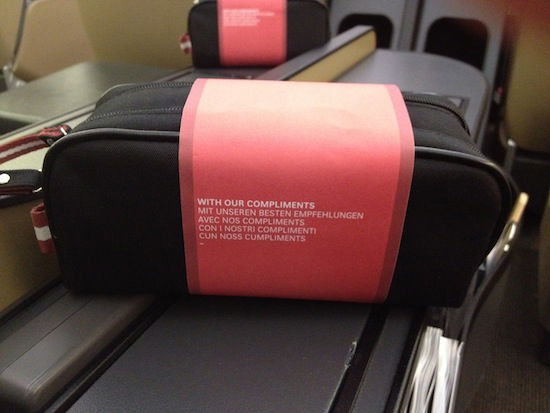 WITH OUR COMPLIMENTS
MIT UNSEREN BESTEN EMPFEHLUNGEN
AVEC NOS COMPLIMENTS
CON I NOSTRI COMPLIMENTI
CUN NOSS CUMPLIMENTS